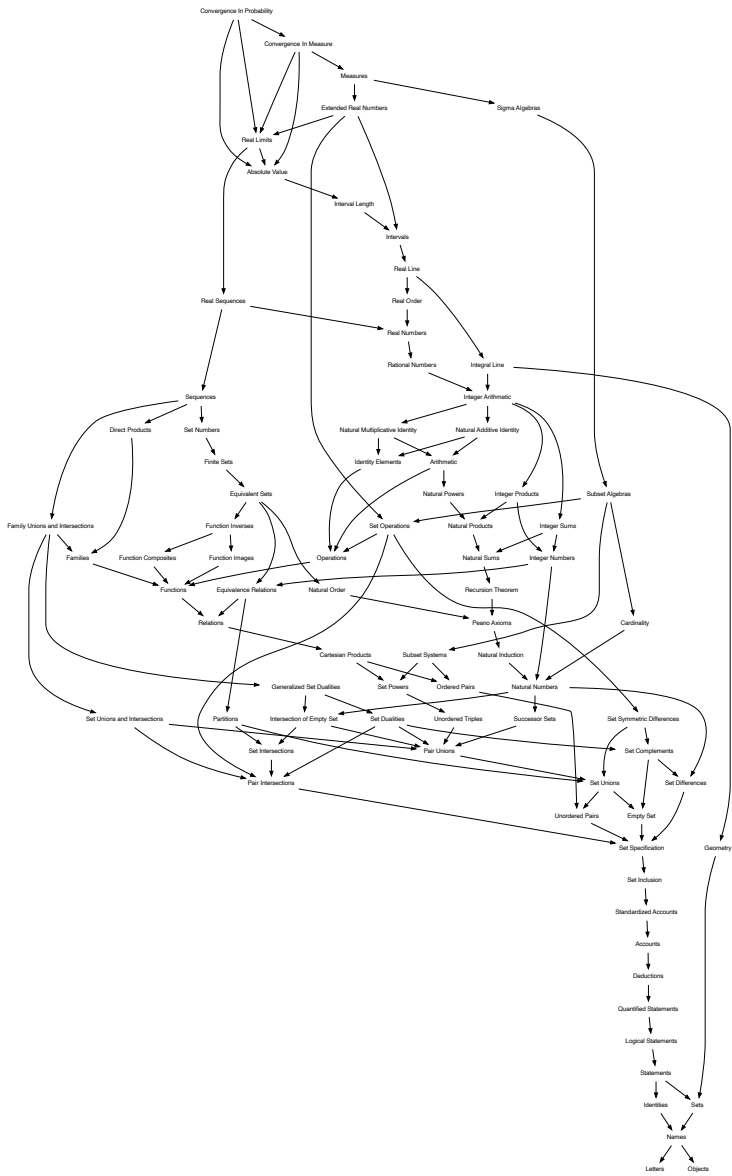 Convergence In Probability
Convergence In Measure
Measures
Extended Real Numbers
Sigma Algebras
Real Limits
Absolute Value
Interval Length
Intervals
Real Line
Real Sequences
Real Order
Real Numbers
Rational Numbers
Integral Line
Sequences
Integer Arithmetic
Direct Products
Set Numbers
Natural Multiplicative Identity
Natural Additive Identity
Finite Sets
Identity Elements
Arithmetic
Equivalent Sets
Natural Powers
Integer Products
Subset Algebras
Family Unions and Intersections
Function Inverses
Set Operations
Natural Products
Integer Sums
Families
Function Composites
Function Images
Operations
Natural Sums
Integer Numbers
Functions
Equivalence Relations
Natural Order
Recursion Theorem
Relations
Peano Axioms
Cardinality
Cartesian Products
Subset Systems
Natural Induction
Generalized Set Dualities
Set Powers
Ordered Pairs
Natural Numbers
Set Unions and Intersections
Partitions
Intersection of Empty Set
Set Dualities
Unordered Triples
Successor Sets
Set Symmetric Differences
Set Intersections
Pair Unions
Set Complements
Pair Intersections
Set Unions
Set Differences
Unordered Pairs
Empty Set
Set Specification
Geometry
Set Inclusion
Standardized Accounts
Accounts
Deductions
Quantified Statements
Logical Statements
Statements
Identities
Sets
Names
Letters
Objects